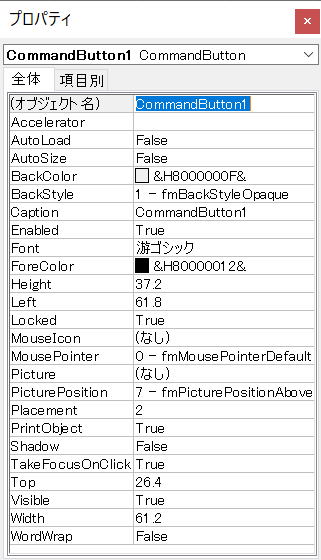 プロパティ
CommandButton1 CommandButton
全体 項目別
(オブジェクト名) CommandButton1
Accelerator
AutoLoad False
AutoSize False
BackColor &H8000000F&
BackStyle 1 - fmBackStyleOpaque
Caption CommandButton1
Enabled True
Font 游ゴシック
ForeColor &H80000012&
Height 37.2
Left 61.8
Locked True
MouseIcon (なし)
MousePointer 0 - fmMousePointerDefault
Picture (なし)
PicturePosition 7 - fmPicturePositionAbove
Placement 2
PrintObject True
Shadow False
TakeFocusOnClick True
Top 26.4
Visible True
Width 61.2
WordWrap False